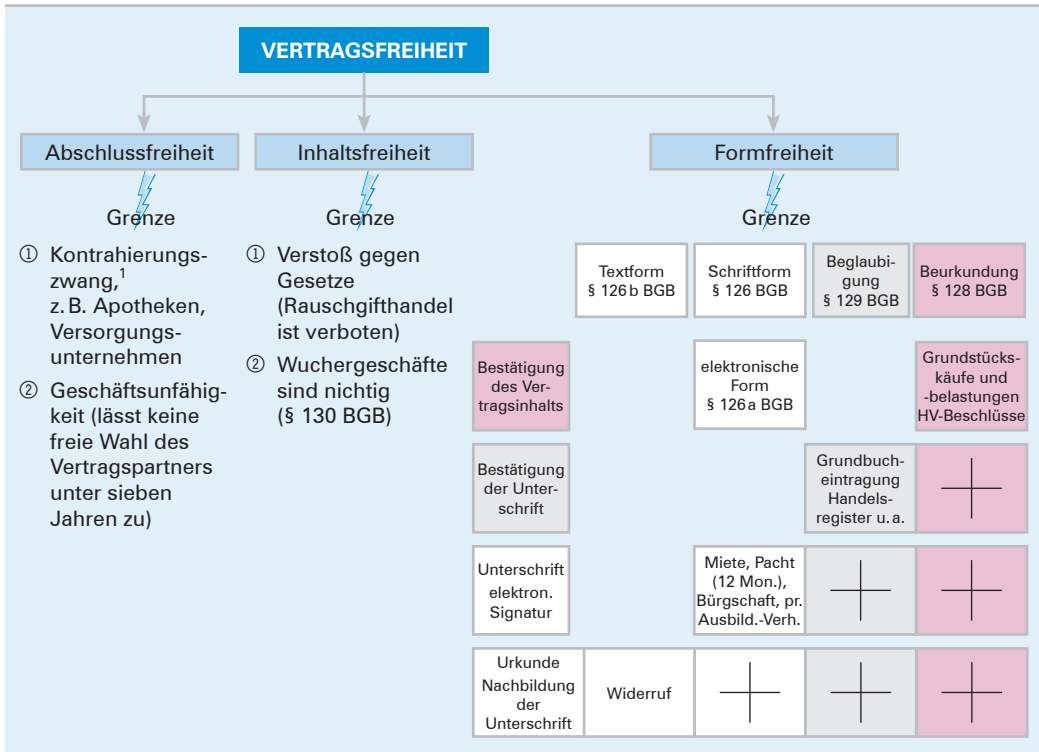 VERTRAGSFREIHEIT
Abschlussfreiheit
Grenze
① Kontrahierungs-
zwang,1
z. B. Apotheken,
Versorgungs-
unternehmen
② Geschäftsunfähig-
keit (lässt keine
freie Wahl des
Vertragspartners
unter sieben
Jahren zu)
Inhaltsfreiheit
Grenze
① Verstoß gegen
Gesetze
(Rauschgifthandel
ist verboten)
② Wuchergeschäfte
sind nichtig
(§ 130 BGB)
Formfreiheit
Grenze
Textform
§ 126 b BGB
Schriftform
§ 126 BGB
Beglaubi-
gung
§ 129 BGB
Beurkundung
§ 128 BGB
Bestätigung
des Ver-
tragsinhalts
elektronische
Form
§ 126 a BGB
Grundstücks-
käufe und
-belastungen
HV-Beschlüsse
Bestätigung
der Unter-
schrift
Grundbuch-
eintragung
Handels-
register u. a.
Unterschrift
elektron.
Signatur
Miete, Pacht
(12 Mon.),
Bürgschaft, pr.
Ausbild.-Verh.
Urkunde
Nachbildung
der
Unterschrift
Widerruf